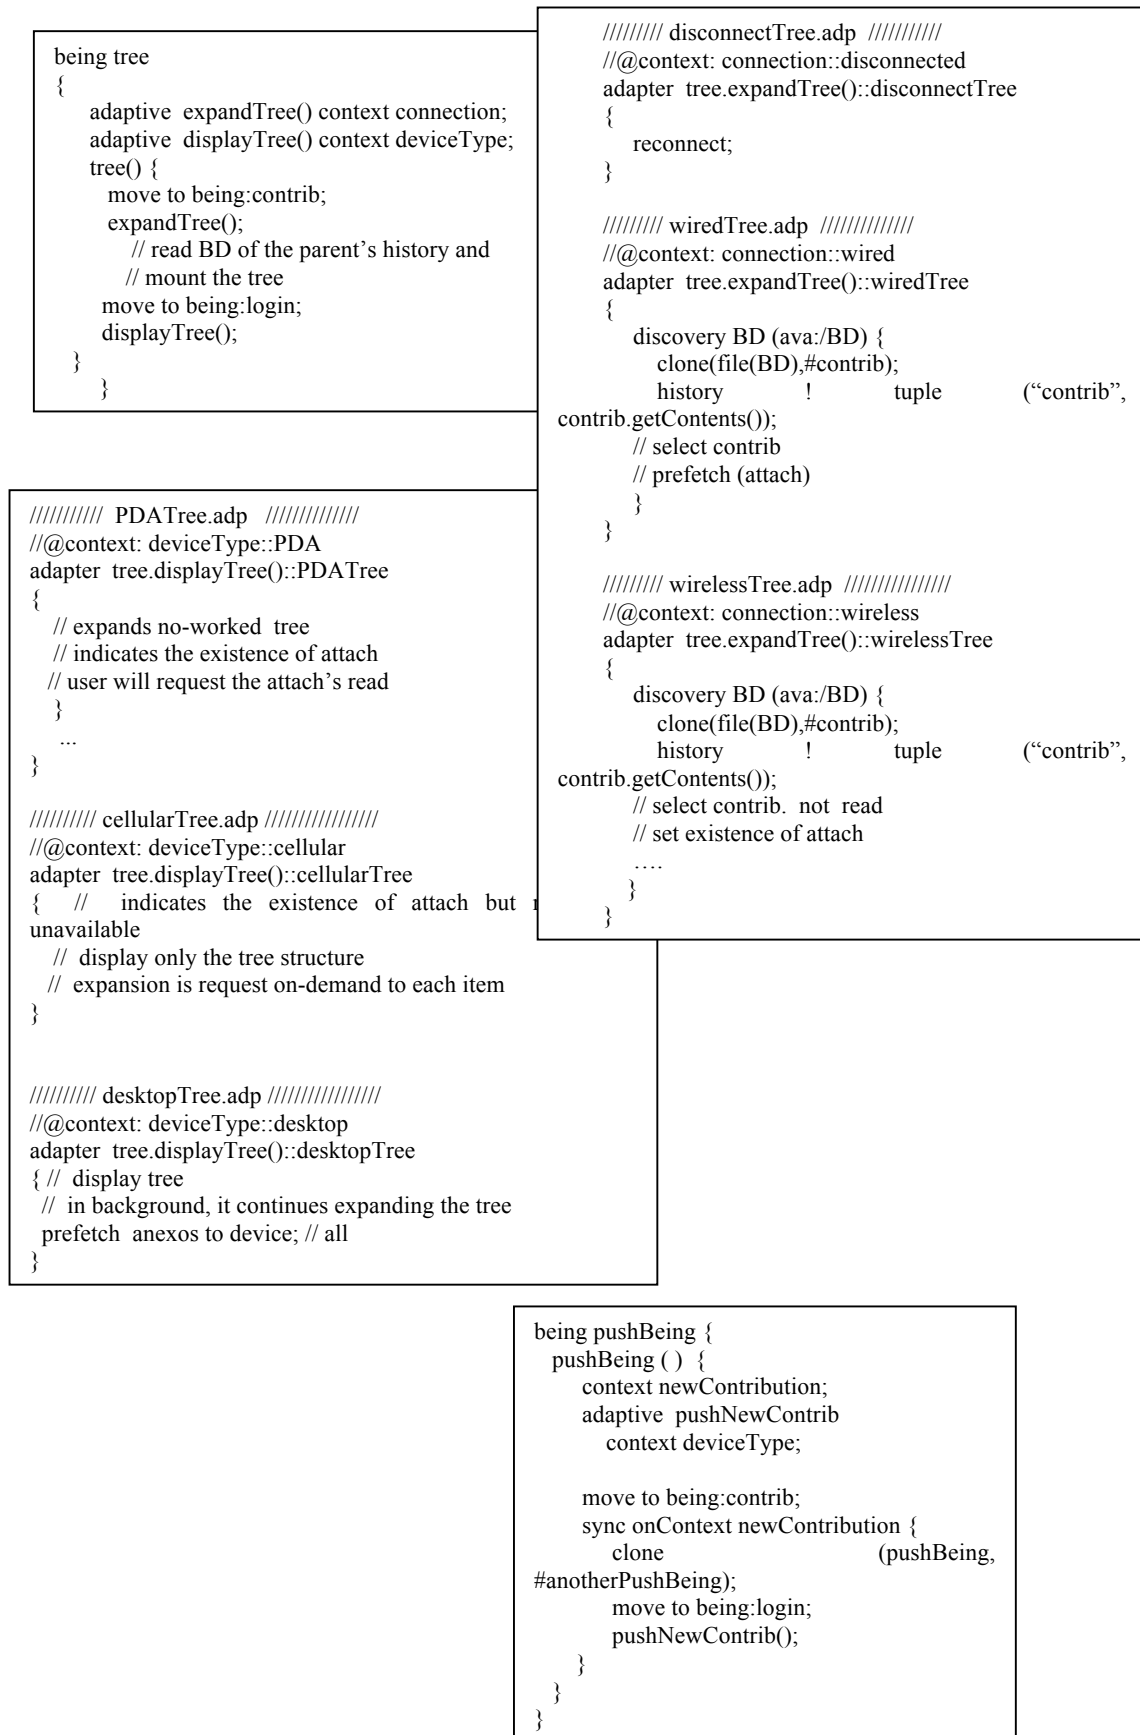 being tree
{
adaptive expandTree() context connection;
adaptive displayTree() context deviceType;
tree() {
move to being:contrib;
expandTree();
// read BD of the parent’s history and
// mount the tree
move to being:login;
displayTree();
}
}
///////// disconnectTree.adp ///////////
//@context: connection::disconnected
adapter tree.expandTree()::disconnectTree
{
reconnect;
}
///////// wiredTree.adp //////////////
//@context: connection::wired
adapter tree.expandTree()::wiredTree
{
discovery BD (ava:/BD) {
clone(file(BD),#contrib);
history ! tuple (“contrib”,
contrib.getContents());
// select contrib
// prefetch (attach)
}
}
///////// wirelessTree.adp ////////////////
//@context: connection::wireless
adapter tree.expandTree()::wirelessTree
{
discovery BD (ava:/BD) {
clone(file(BD),#contrib);
history ! tuple (“contrib”,
contrib.getContents());
// select contrib. not read
// set existence of attach
….
}
}
/////////// PDATree.adp //////////////
//@context: deviceType::PDA
adapter tree.displayTree()::PDATree
{
// expands no-worked tree
// indicates the existence of attach
// user will request the attach’s read
}
...
}
////////// cellularTree.adp /////////////////
//@context: deviceType::cellular
adapter tree.displayTree()::cellularTree
{ // indicates the existence of attach but
unavailable
// display only the tree structure
// expansion is request on-demand to each item
}
////////// desktopTree.adp /////////////////
//@context: deviceType::desktop
adapter tree.displayTree()::desktopTree
{ // display tree
// in background, it continues expanding the tree
prefetch anexos to device; // all
}
being pushBeing {
pushBeing ( ) {
context newContribution;
adaptive pushNewContrib
context deviceType;
move to being:contrib;
sync onContext newContribution {
clone (pushBeing,
#anotherPushBeing);
move to being:login;
pushNewContrib();
}
}
}